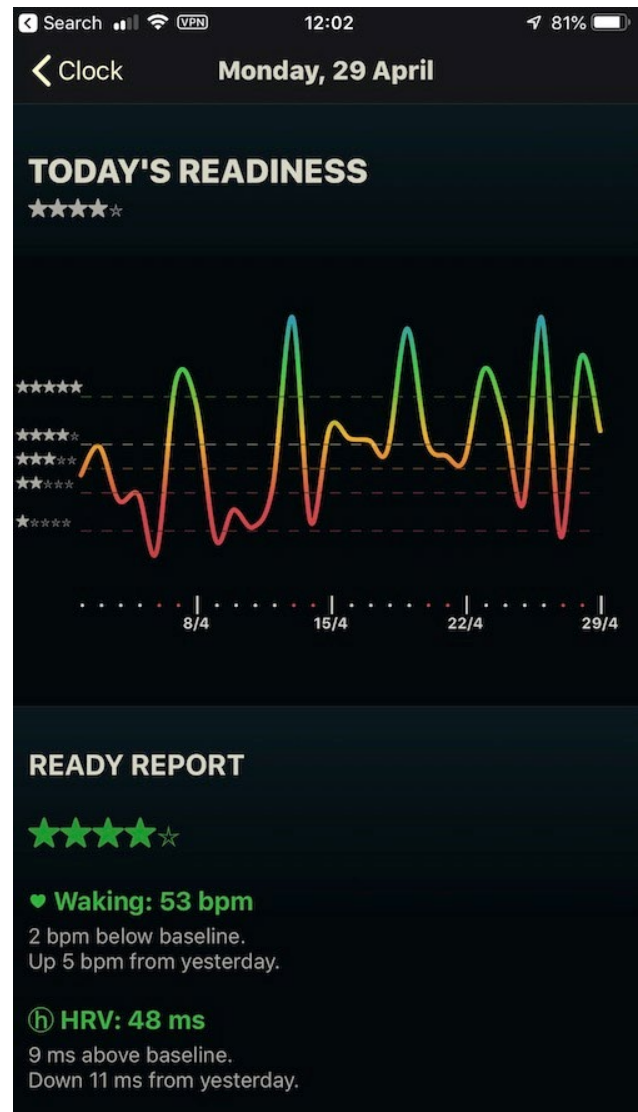 Search VPN 12:02 81%
Clock Monday, 29 April
TODAY'S READINESS
★★★★☆
★★★★★
★★★★☆
★★★☆☆
★★☆☆☆
★☆☆☆☆
8/4 15/4 22/4 29/4
READY REPORT
★★★★☆
♥ Waking: 53 bpm
2 bpm below baseline.
Up 5 bpm from yesterday.
ⓗ HRV: 48 ms
9 ms above baseline.
Down 11 ms from yesterday.